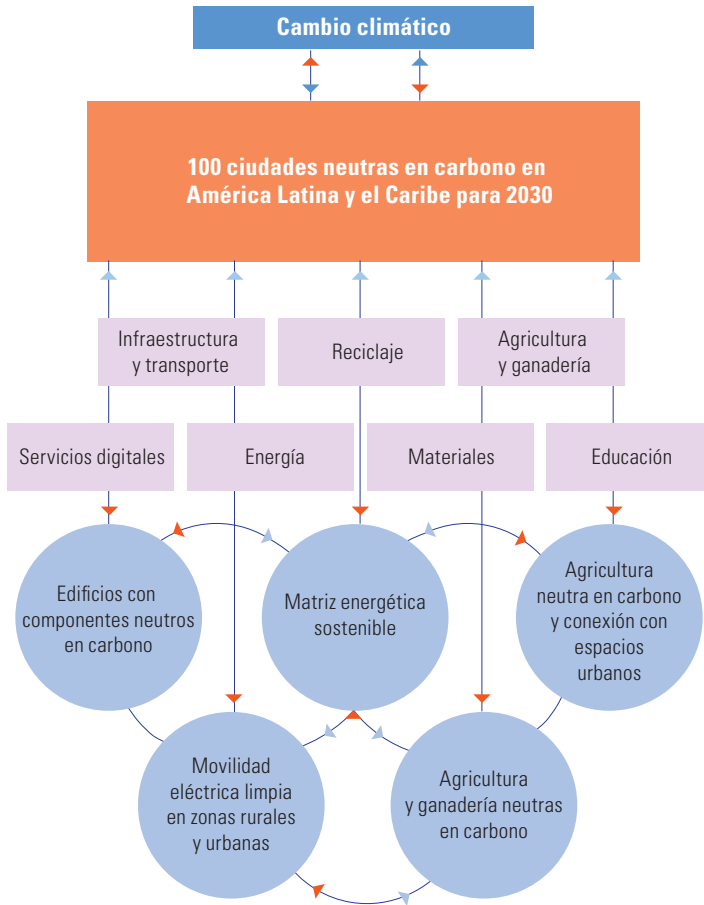 Cambio climático
100 ciudades neutras en carbono en
América Latina y el Caribe para 2030
Infraestructura
y transporte
Reciclaje
Agricultura
y ganadería
Servicios digitales
Energía
Materiales
Educación
Edificios con
componentes neutros
en carbono
Matriz energética
sostenible
Agricultura
neutra en carbono
y conexión con
espacios
urbanos
Movilidad
eléctrica limpia
en zonas rurales
y urbanas
Agricultura
y ganadería neutras
en carbono